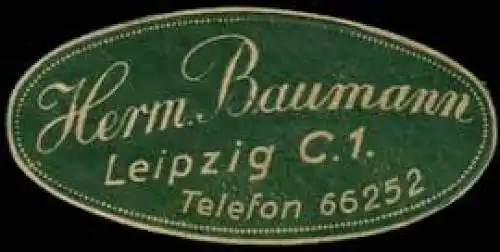 Herm. Baumann
Leipzig C.1.
Telefon 66252